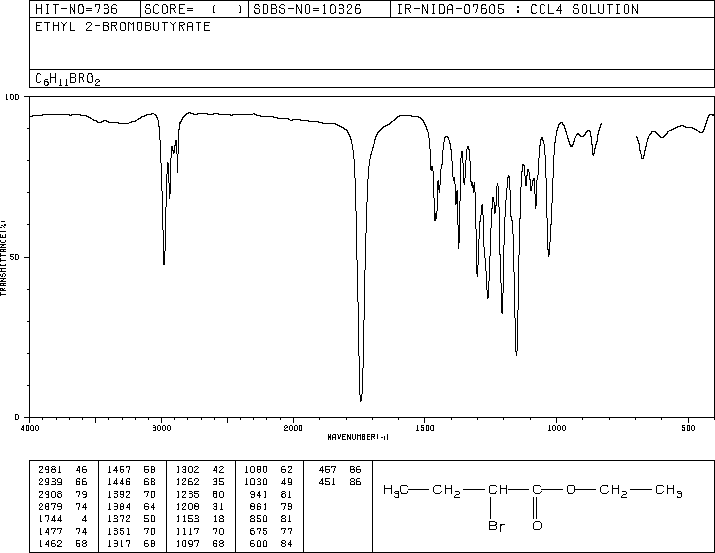 HIT-NO=736 SCORE= ( ) SDBS-NO=10326 IR-NIDA-07605 : CCL4 SOLUTION
ETHYL 2-BROMOBUTYRATE
C6H11BRO2
100
50
0
TRANSMITTANCE(%)
4000 3000 2000 1500 1000 500
WAVENUMBER(-1)
2981 46 1457 68 1302 42 1080 62 457 86
2939 66 1446 68 1262 35 1030 49 451 86
2908 79 1392 70 1235 60 941 81
2879 74 1384 64 1208 31 861 79
1744 4 1372 50 1153 18 850 81
1477 74 1351 70 1117 70 675 77
1462 58 1317 68 1097 68 600 84
H3C—CH2—CH—C—O—CH2—CH3
Br O